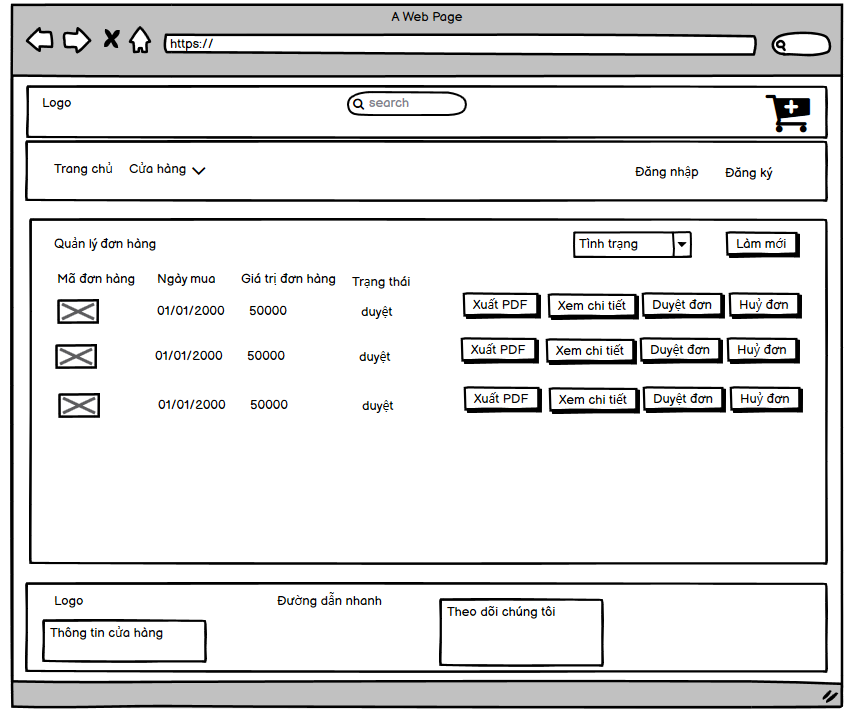 A Web Page
https://
Logo
search
Trang chủ Cửa hàng
Đăng nhập Đăng ký
Quản lý đơn hàng
Tình trạng
Làm mới
Mã đơn hàng Ngày mua Giá trị đơn hàng Trạng thái
01/01/2000 50000 duyệt Xuất PDF Xem chi tiết Duyệt đơn Huỷ đơn
01/01/2000 50000 duyệt Xuất PDF Xem chi tiết Duyệt đơn Huỷ đơn
01/01/2000 50000 duyệt Xuất PDF Xem chi tiết Duyệt đơn Huỷ đơn
Logo
Thông tin cửa hàng
Đường dẫn nhanh
Theo dõi chúng tôi